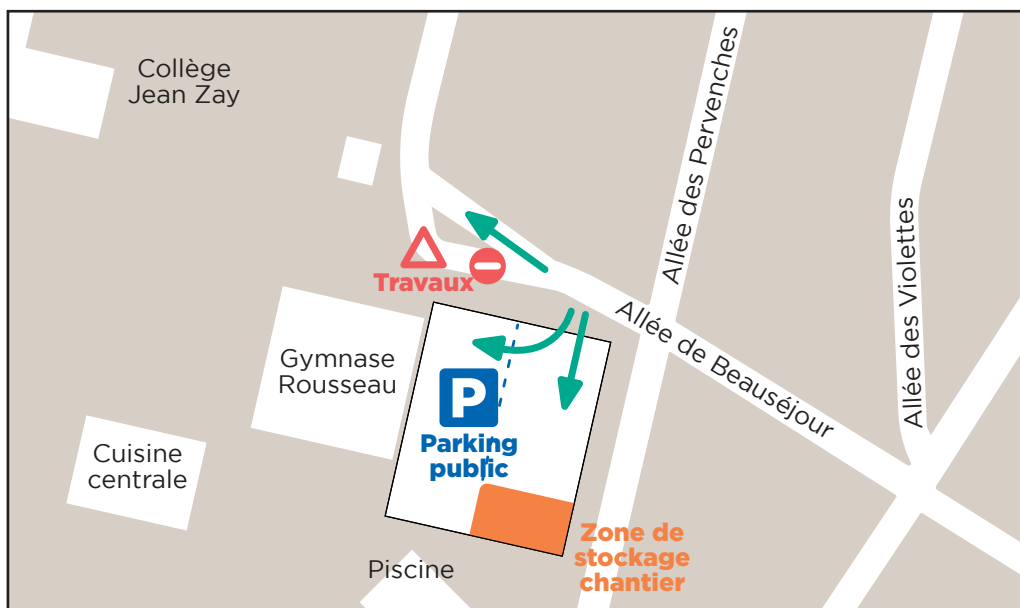 Collège
Jean Zay
Allée des Pervenches
Allée des Violettes
Travaux
Allée de Beauséjour
Gymnase
Rousseau
P
Parking
public
Cuisine
centrale
Zone de
stockage
chantier
Piscine